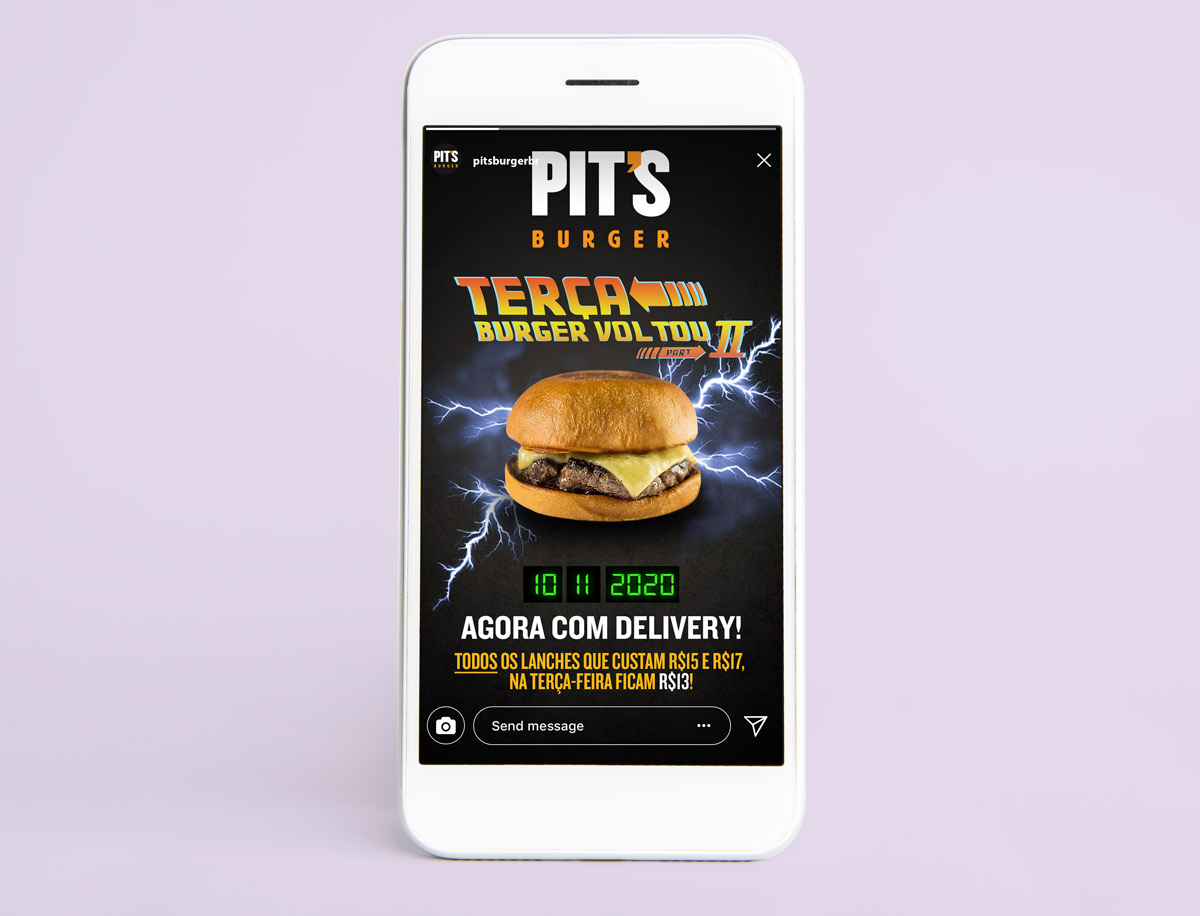 PIT'S
BURGER
pitsburgerbr
PIT'S
BURGER
TERÇA
BURGER VOLTOU II
PART
10 11 2020
AGORA COM DELIVERY!
TODOS OS LANCHES QUE CUSTAM R$15 E R$17,
NA TERÇA-FEIRA FICAM R$13!
Send message